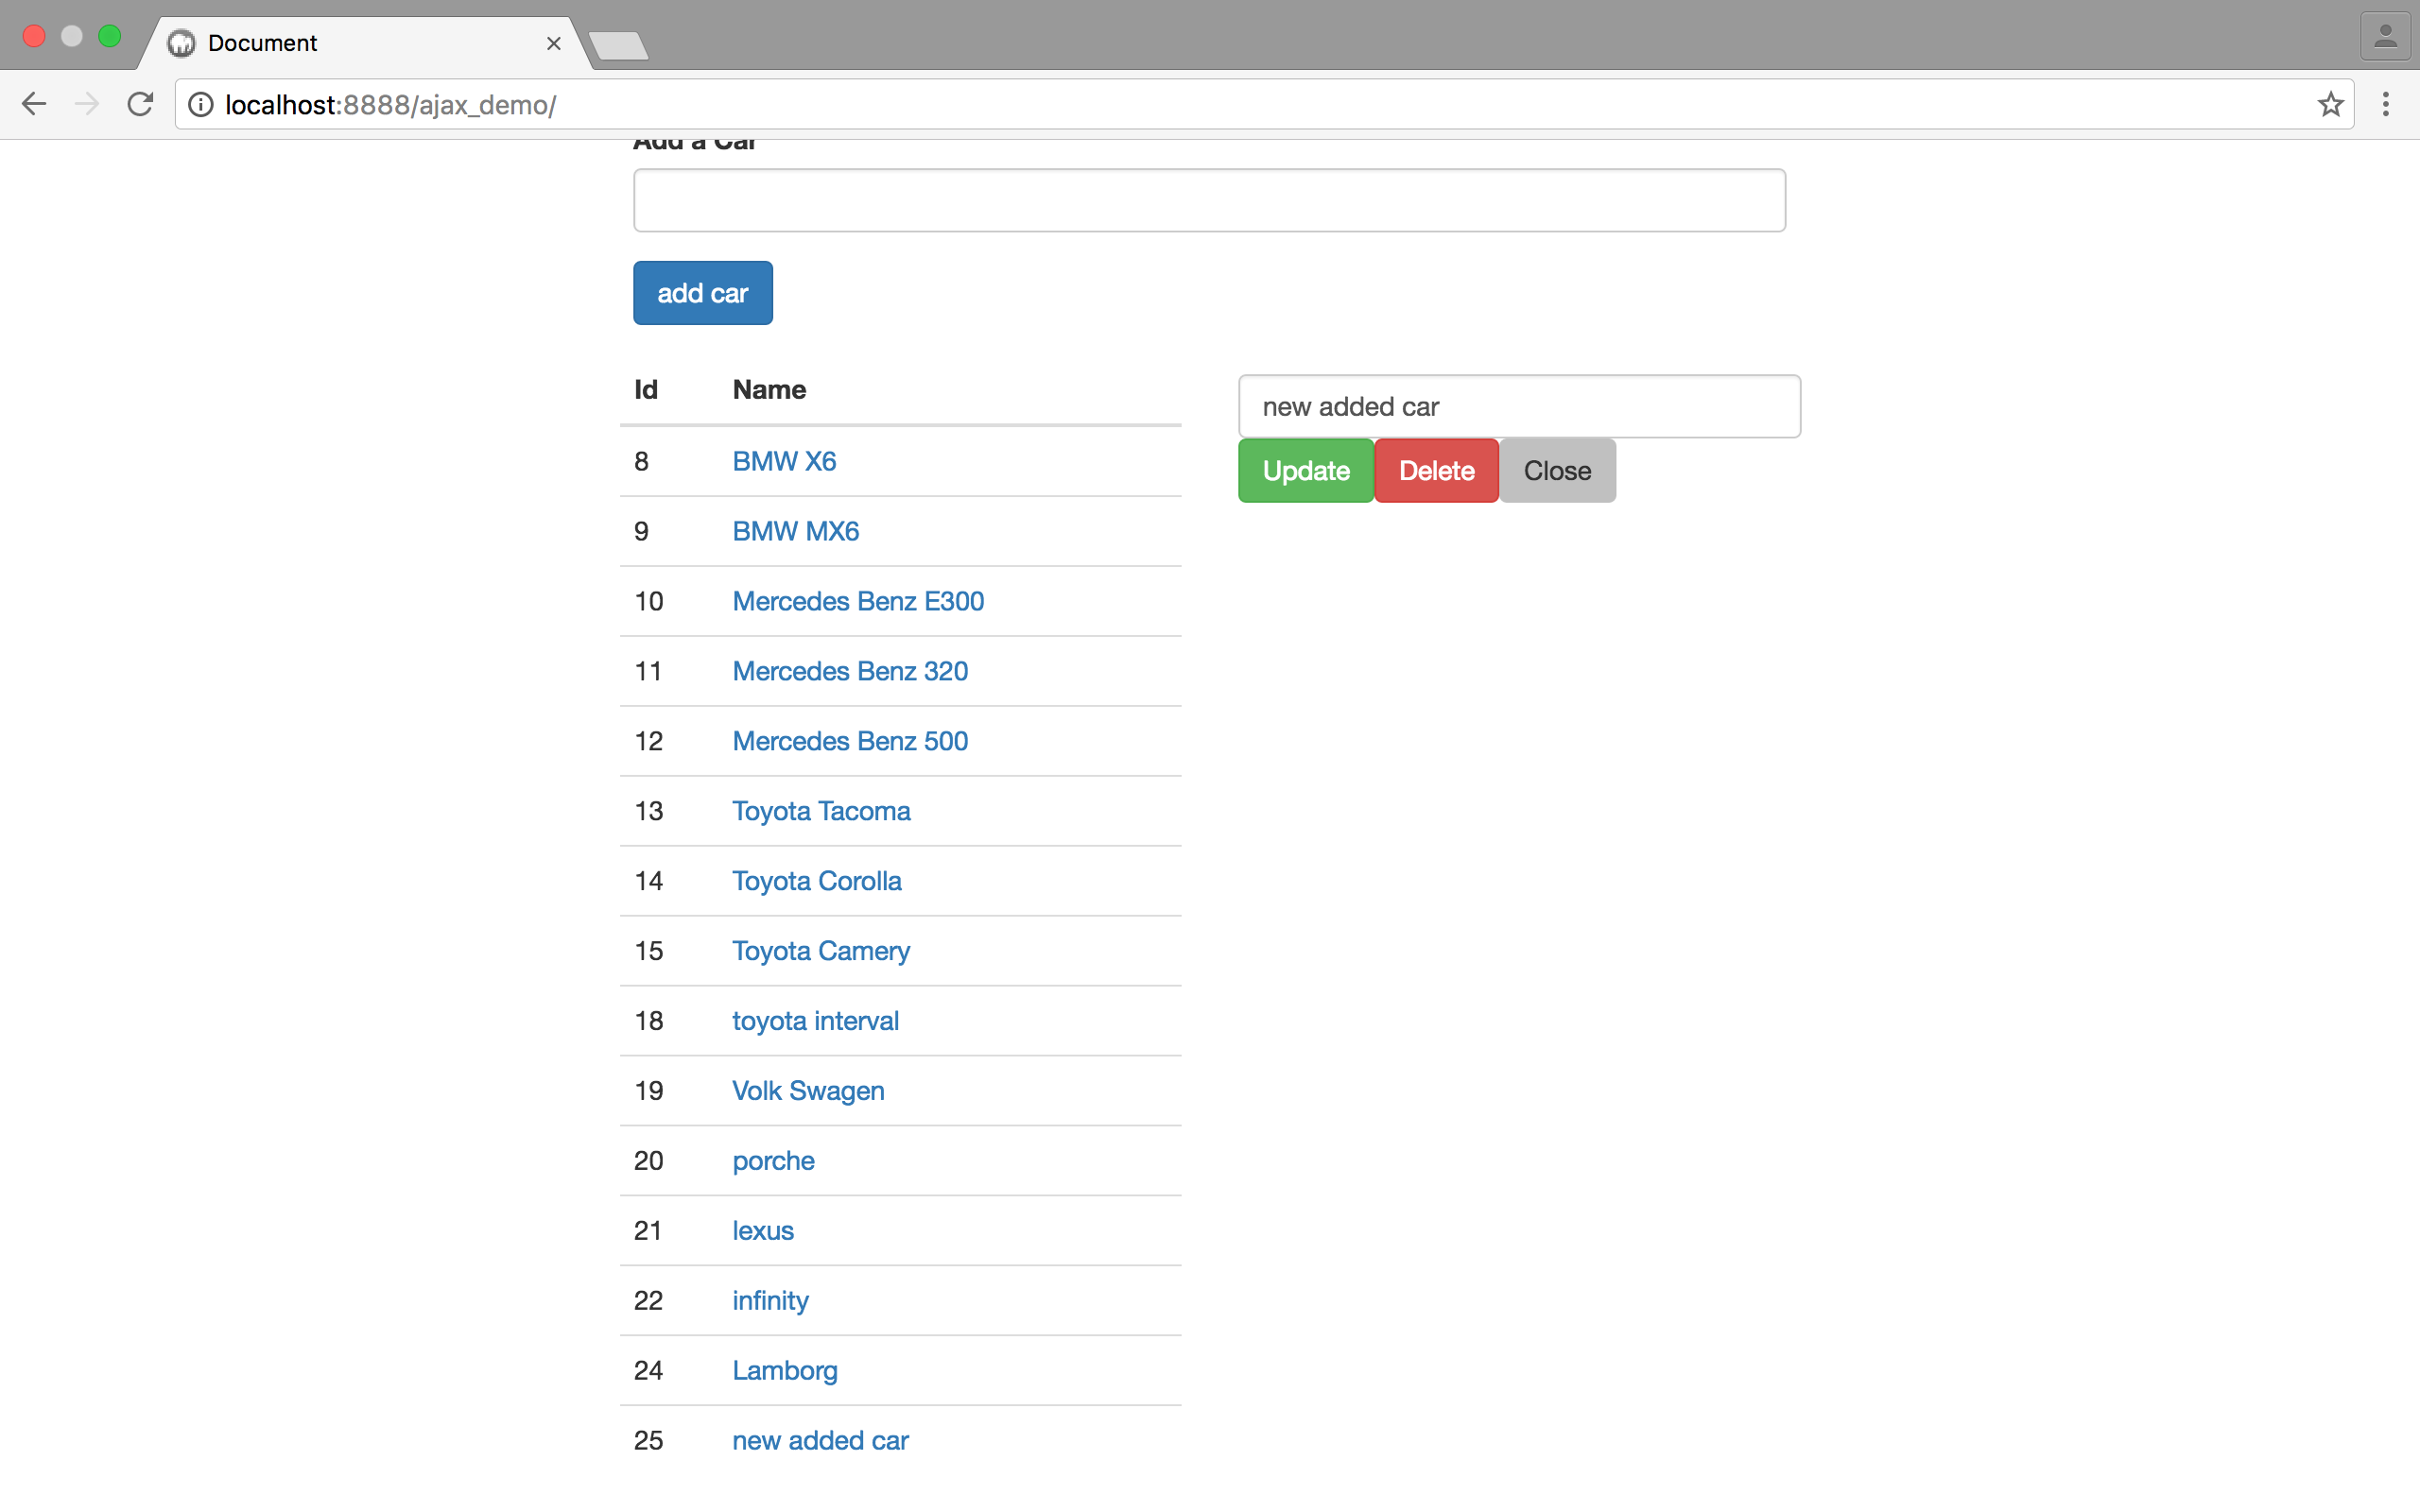 Document
localhost:8888/ajax_demo/
Add a Car
add car
Id Name
new added car
Update Delete Close
8 BMW X6
9 BMW MX6
10 Mercedes Benz E300
11 Mercedes Benz 320
12 Mercedes Benz 500
13 Toyota Tacoma
14 Toyota Corolla
15 Toyota Camery
18 toyota interval
19 Volk Swagen
20 porche
21 lexus
22 infinity
24 Lamborg
25 new added car